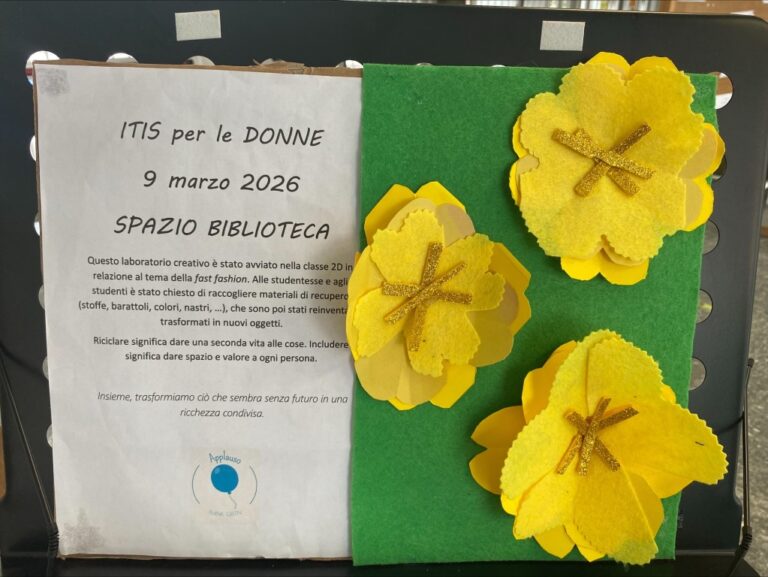 ITIS per le DONNE
9 marzo 2026
SPAZIO BIBLIOTECA
Questo laboratorio creativo è stato avviato nella classe 2D in
relazione al tema della fast fashion. Alle studentesse e agli
studenti è stato chiesto di raccogliere materiali di recupero
(stoffe, barattoli, colori, nastri, …), che sono poi stati
trasformati in nuovi oggetti.
Riciclare significa dare una seconda vita alle cose. Includere
significa dare spazio e valore a ogni persona.
Insieme, trasformiamo ciò che sembra senza futuro in una
ricchezza condivisa.
Applauso